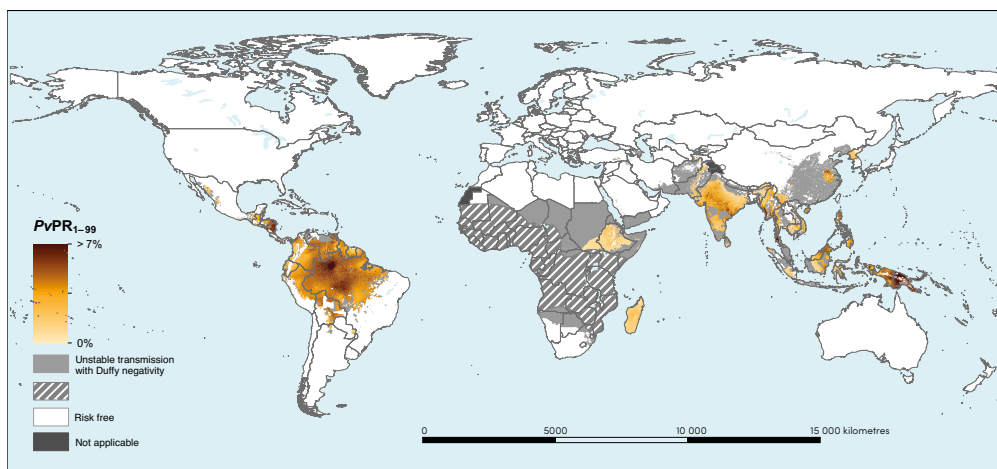 PvPR1–99
> 7%
0%
Unstable transmission
with Duffy negativity
Risk free
Not applicable
0
5000
10 000
15 000 kilometres